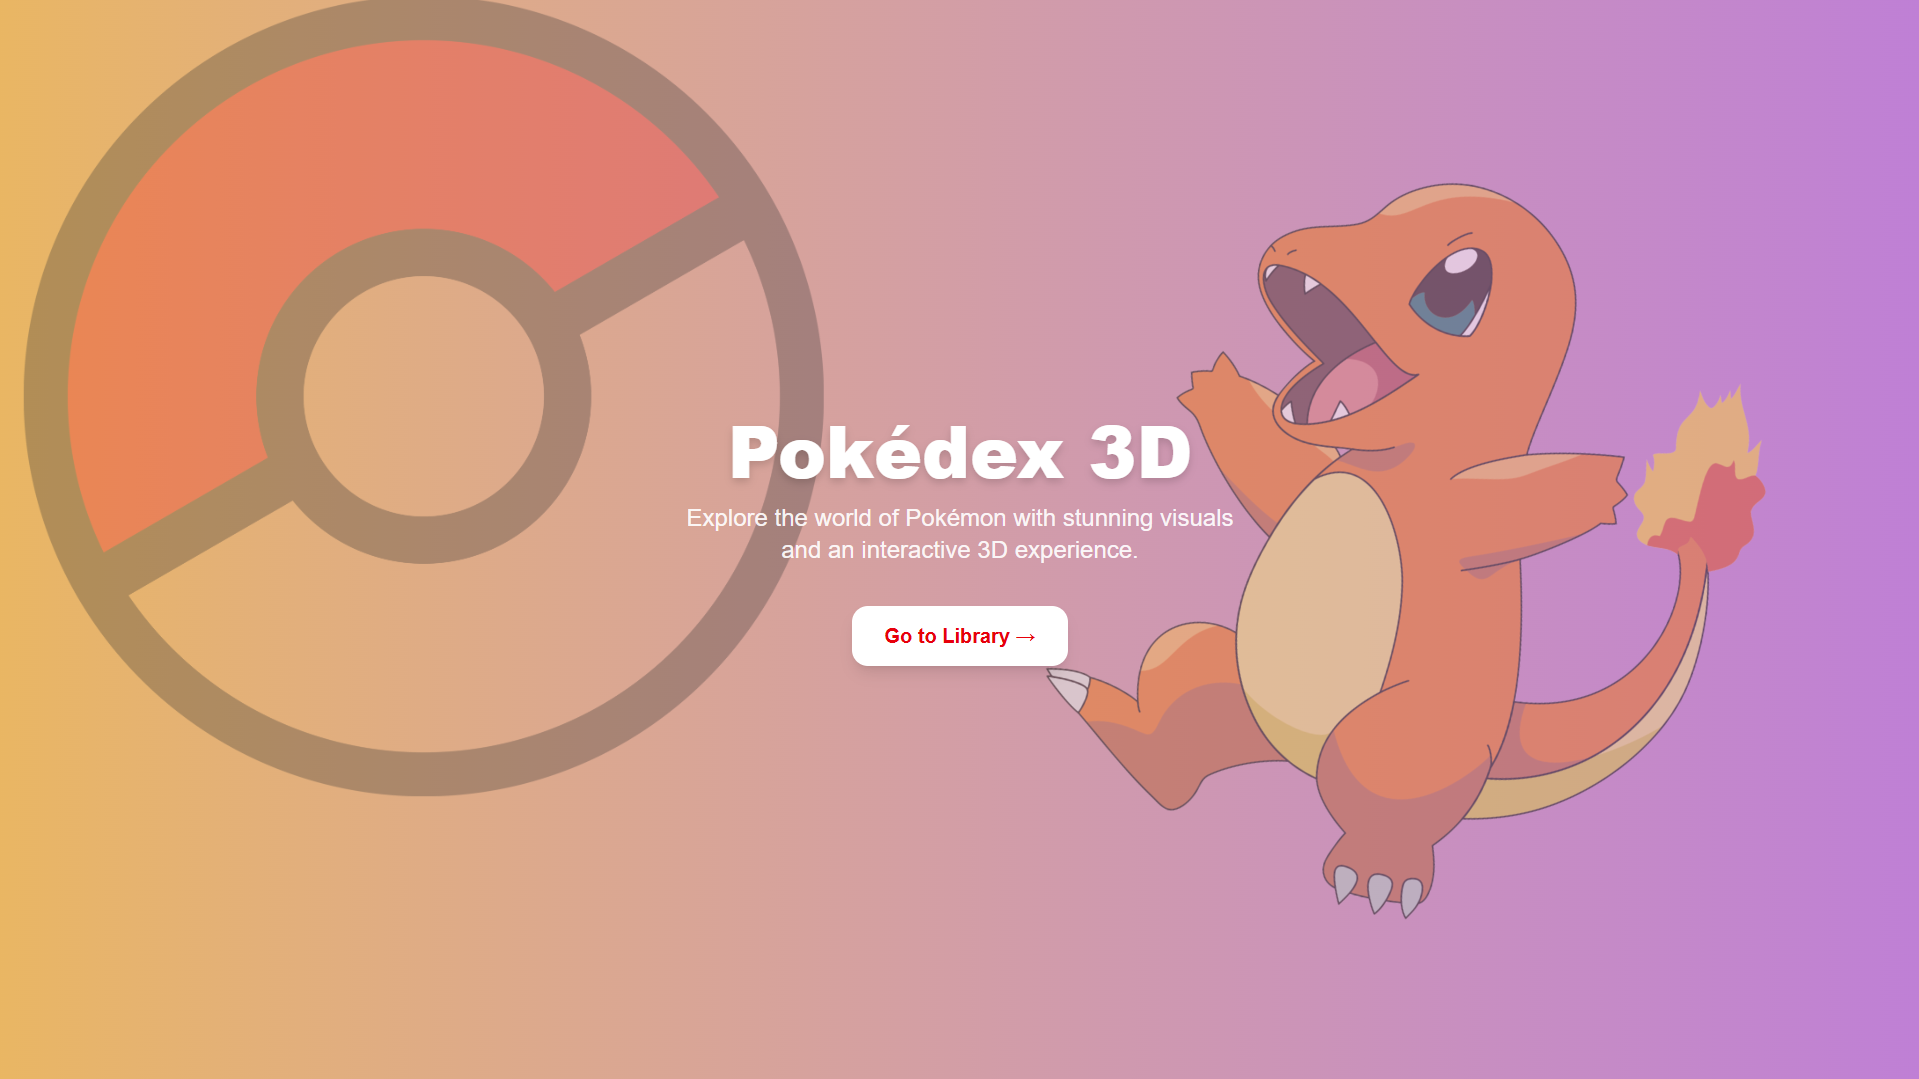 Pokédex 3D
Explore the world of Pokémon with stunning visuals
and an interactive 3D experience.
Go to Library →